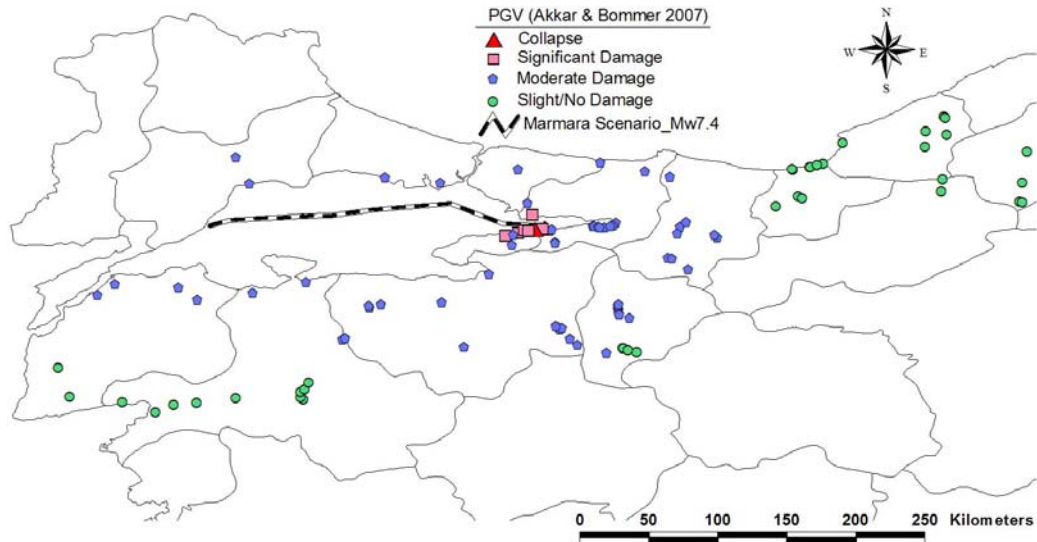 PGV (Akkar & Bommer 2007)
Collapse
Significant Damage
Moderate Damage
Slight/No Damage
Marmara Scenario_Mw7.4
N
W E
S
0 50 100 150 200 250 Kilometers